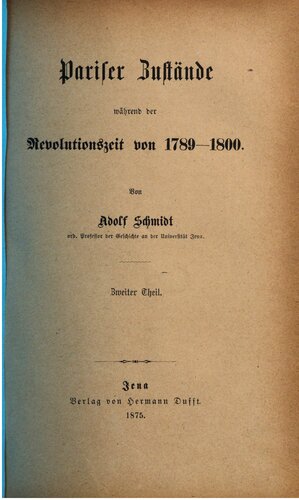 Pariser Zustände
während der
Revolutionszeit von 1789—1800.
Von
Adolf Schmidt
ord. Professor der Geschichte an der Universität Jena.
Zweiter Theil.
Jena
Verlag von Hermann Dufft.
1875.